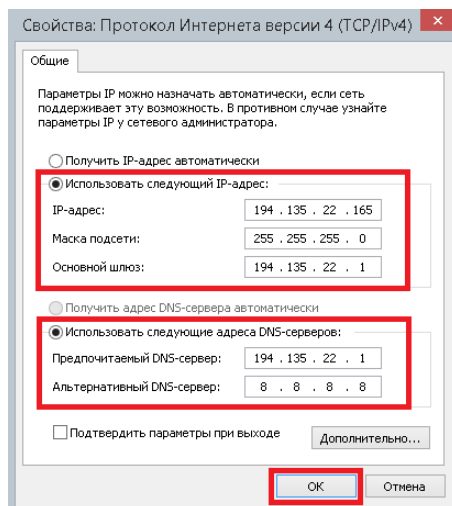 Свойства: Протокол Интернета версии 4 (TCP/IPv4)
Общие
Параметры IP можно назначать автоматически, если сеть
поддерживает эту возможность. В противном случае узнайте
параметры IP у сетевого администратора.
Получить IP-адрес автоматически
Использовать следующий IP-адрес:
IP-адрес: 194 . 135 . 22 . 165
Маска подсети: 255 . 255 . 255 . 0
Основной шлюз: 194 . 135 . 22 . 1
Получить адрес DNS-сервера автоматически
Использовать следующие адреса DNS-серверов:
Предпочитаемый DNS-сервер: 194 . 135 . 22 . 1
Альтернативный DNS-сервер: 8 . 8 . 8 . 8
Подтвердить параметры при выходе
Дополнительно...
ОК Отмена